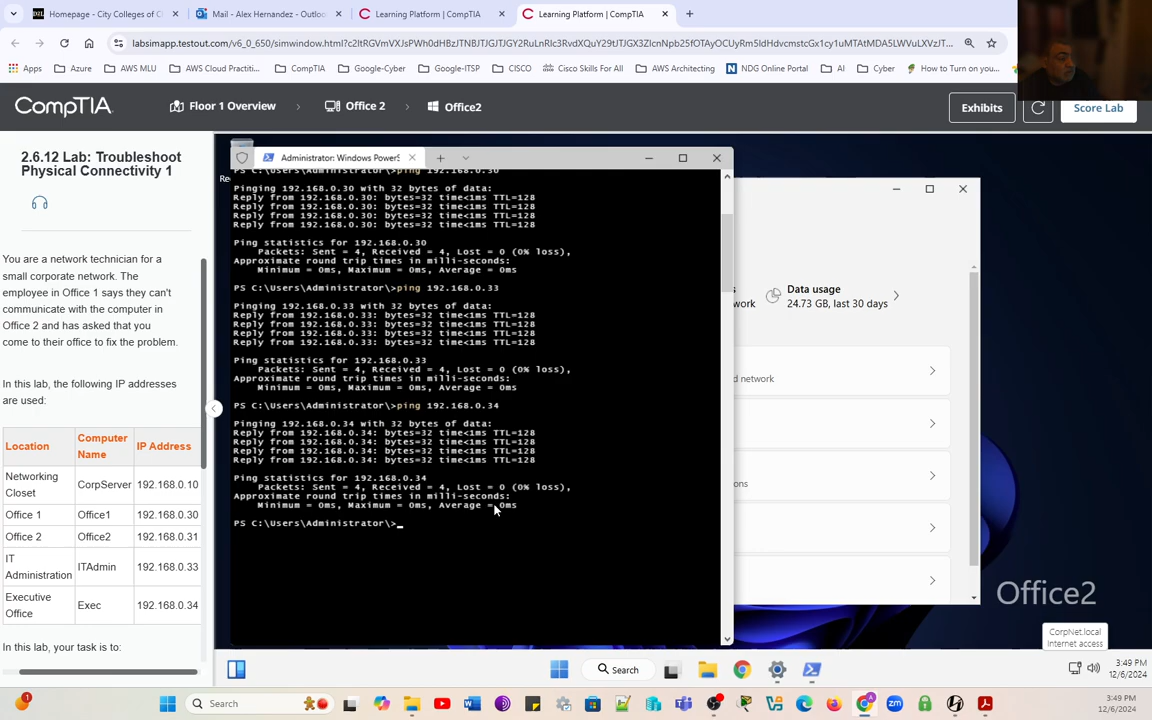 Homepage - City Colleges of C
Mail - Alex Hernandez - Outlo
Learning Platform | CompTIA
Learning Platform | CompTIA
Apps
Azure
AWS MLU
AWS Cloud Practiti...
CompTIA
Google-Cyber
Google-ITSP
CISCO
Cisco Skills For All
AWS Architecting
NDG Online Portal
AI
Cyber
How to Turn on you...
CompTIA.
Floor 1 Overview
Office 2
Office2
Exhibits
Score Lab
2.6.12 Lab: Troubleshoot
Physical Connectivity 1
You are a network technician for a
small corporate network. The
employee in Office 1 says they can't
communicate with the computer in
Office 2 and has asked that you
come to their office to fix the problem.
In this lab, the following IP addresses
are used:
Location
Computer
Name
IP Address
Networking
Closet
CorpServer
192.168.0.10
Office 1
Office1
192.168.0.30
Office 2
Office2
192.168.0.31
IT
Administration
ITAdmin
192.168.0.33
Executive
Office
Exec
192.168.0.34
In this lab, your task is to:
Administrator: Windows PowerS
PS C:\Users\Administrator\>ping 192.168.0.30
Pinging 192.168.0.30 with 32 bytes of data:
Reply from 192.168.0.30: bytes=32 time<1ms TTL=128
Reply from 192.168.0.30: bytes=32 time<1ms TTL=128
Reply from 192.168.0.30: bytes=32 time<1ms TTL=128
Reply from 192.168.0.30: bytes=32 time<1ms TTL=128
Ping statistics for 192.168.0.30
Packets: Sent = 4, Received = 4, Lost = 0 (0% loss),
Approximate round trip times in milli-seconds:
Minimum = 0ms, Maximum = 0ms, Average = 0ms
PS C:\Users\Administrator\>ping 192.168.0.33
Pinging 192.168.0.33 with 32 bytes of data:
Reply from 192.168.0.33: bytes=32 time<1ms TTL=128
Reply from 192.168.0.33: bytes=32 time<1ms TTL=128
Reply from 192.168.0.33: bytes=32 time<1ms TTL=128
Reply from 192.168.0.33: bytes=32 time<1ms TTL=128
Ping statistics for 192.168.0.33
Packets: Sent = 4, Received = 4, Lost = 0 (0% loss),
Approximate round trip times in milli-seconds:
Minimum = 0ms, Maximum = 0ms, Average = 0ms
PS C:\Users\Administrator\>ping 192.168.0.34
Pinging 192.168.0.34 with 32 bytes of data:
Reply from 192.168.0.34: bytes=32 time<1ms TTL=128
Reply from 192.168.0.34: bytes=32 time<1ms TTL=128
Reply from 192.168.0.34: bytes=32 time<1ms TTL=128
Reply from 192.168.0.34: bytes=32 time<1ms TTL=128
Ping statistics for 192.168.0.34
Packets: Sent = 4, Received = 4, Lost = 0 (0% loss),
Approximate round trip times in milli-seconds:
Minimum = 0ms, Maximum = 0ms, Average = 0ms
PS C:\Users\Administrator\>
Re
s
work
Data usage
24.73 GB, last 30 days
d network
ons
Office2
CorpNet.local
Internet access
Search
3:49 PM
12/6/2024
1
Search
3:49 PM
12/6/2024